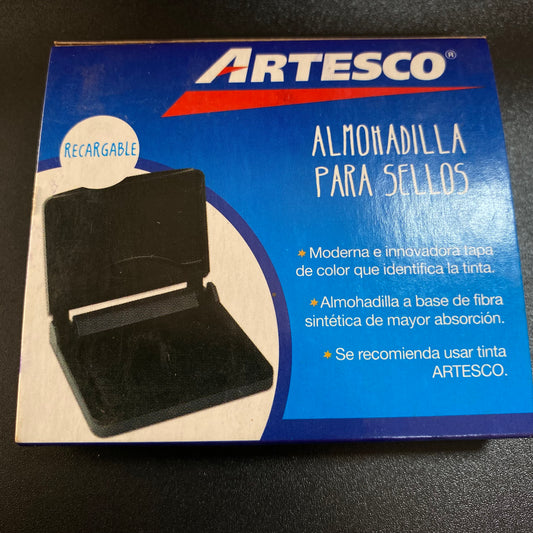 ARTESCO®
RECARGABLE
ALMOHADILLA
PARA SELLOS
* Moderna e innovadora tapa
de color que identifica la tinta.
* Almohadilla a base de fibra
sintética de mayor absorción.
* Se recomienda usar tinta
ARTESCO.